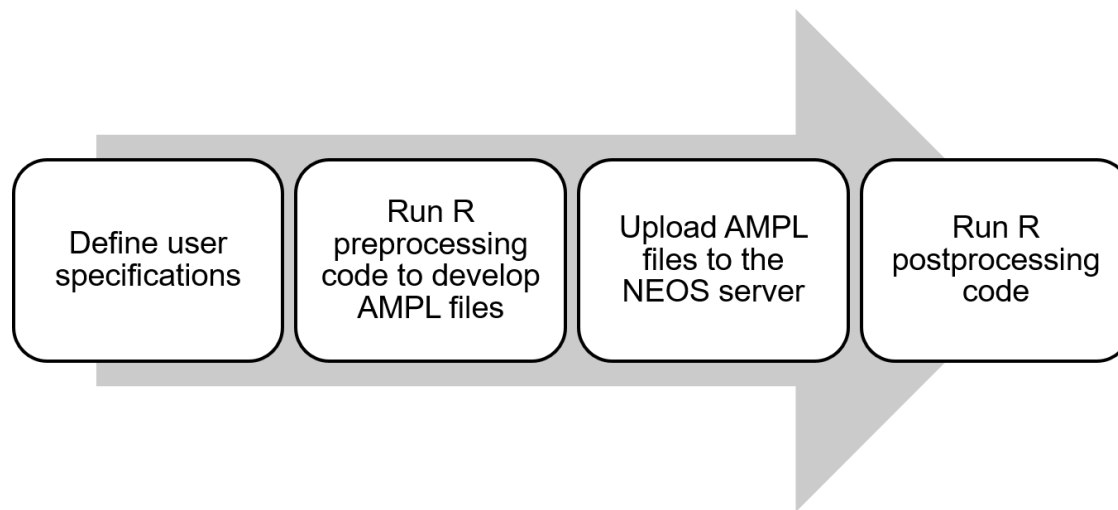 Define user
specifications
Run R
preprocessing
code to develop
AMPL files
Upload AMPL
files to the
NEOS server
Run R
postprocessing
code